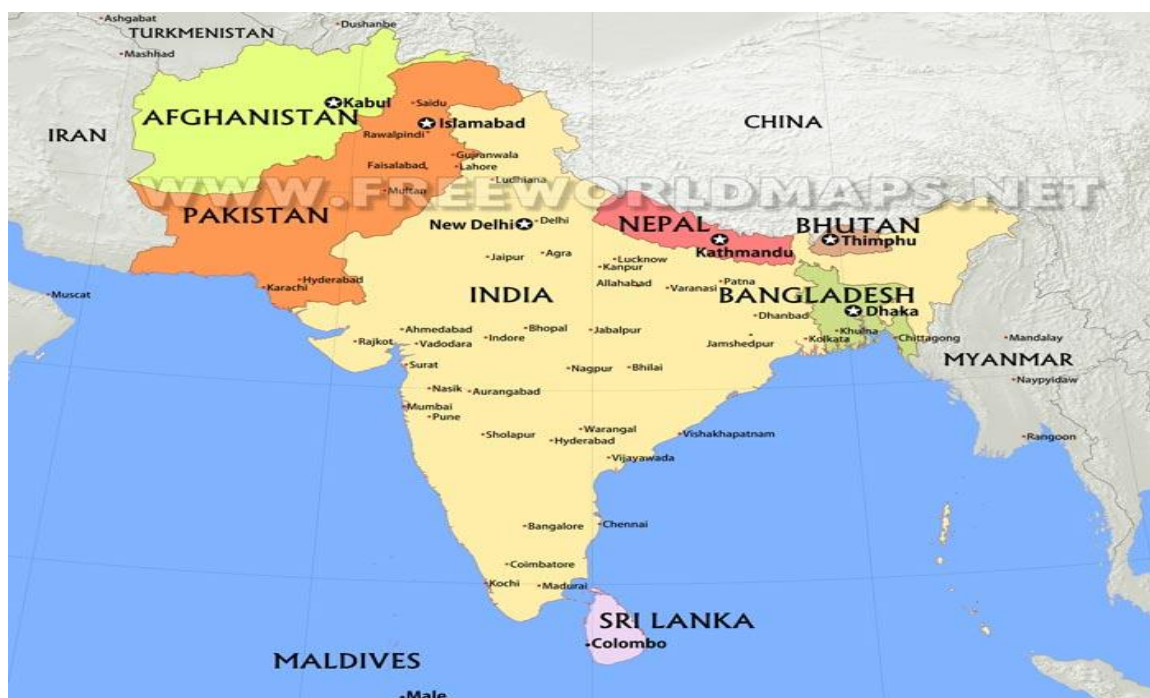 Ashgabat
Dushanbe
TURKMENISTAN
Mashhad
Kabul
Saidu
AFGHANISTAN
Islamabad
CHINA
IRAN
Rawalpindi
Gujranwala
Faisalabad,
Lahore
Ludhiana
Multan
WWW.FREEWORLDMAPS.NET
PAKISTAN
New Delhi
Delhi
NEPAL
BHUTAN
Thimphu
Kathmandu
Jaipur
Agra
Lucknow
Kanpur
Hyderabad
Karachi
Allahabad
Varanasi
Patna
Muscat
INDIA
BANGLADESH
Dhaka
Dhanbad
Ahmedabad
Bhopal
Jabalpur
Khulna
Rajkot
Vadodara
Indore
Jamshedpur
Kolkata
Chittagong
Mandalay
MYANMAR
Surat
Nagpur
Bhilai
Naypyidaw
Nasik
Aurangabad
Mumbai
Pune
Sholapur
Warangal
Hyderabad
Vishakhapatnam
Rangoon
Vijayawada
Bangalore
Chennai
Coimbatore
Kochi
Madurai
SRI LANKA
Colombo
MALDIVES
Male